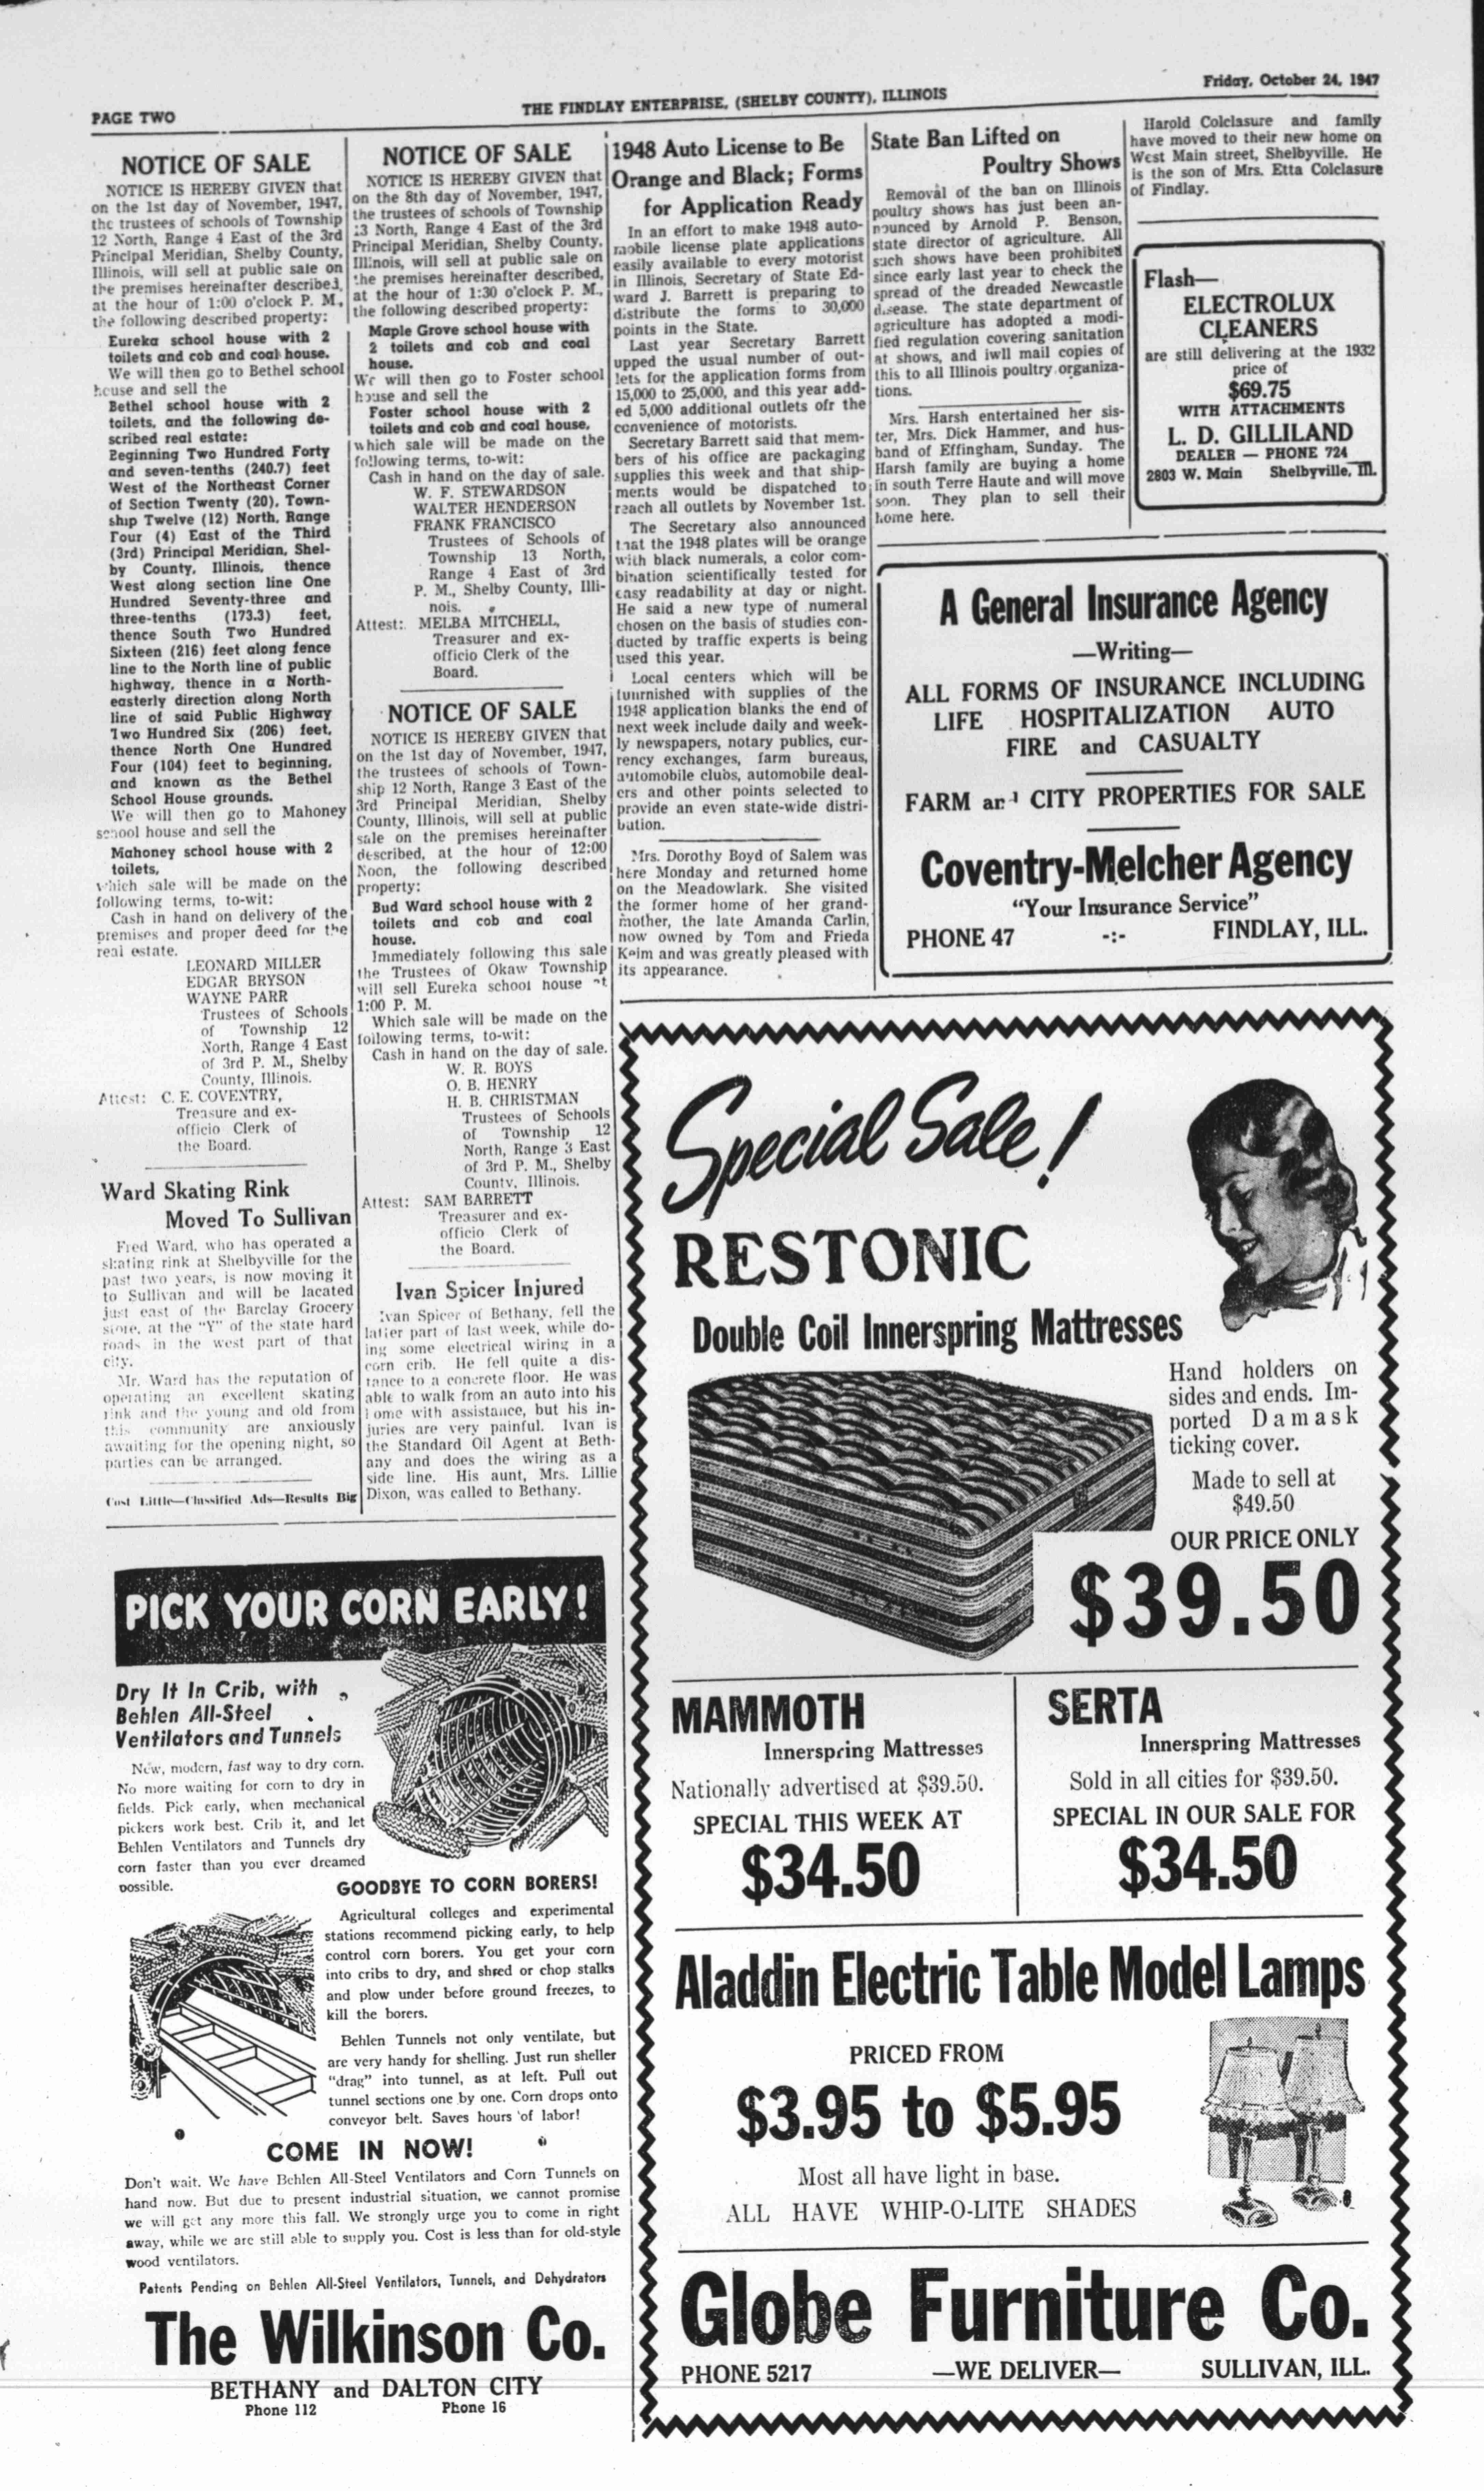 PAGE TWO
THE FINDLAY ENTERPRISE, (SHELBY COUNTY), ILLINOIS
Friday, October 24, 1947
NOTICE OF SALE
NOTICE IS HEREBY GIVEN that
on the 1st day of November, 1947,
the trustees of schools of Township
12 North, Range 4 East of the 3rd
Principal Meridian, Shelby County,
Illinois, will sell at public sale on
the premises hereinafter described,
at the hour of 1:00 o'clock P. M.,
the following described property:
Eureka school house with 2
toilets and cob and coal house.
We will then go to Bethel school
house and sell the
Bethel school house with 2
toilets, and the following de-
scribed real estate:
Beginning Two Hundred Forty
and seven-tenths (240.7) feet
West of the Northeast Corner
of Section Twenty (20), Town-
ship Twelve (12) North, Range
Four (4) East of the Third
(3rd) Principal Meridian, Shel-
by County, Illinois, thence
West along section line One
Hundred Seventy-three and
three-tenths (173.3) feet,
thence South Two Hundred
Sixteen (216) feet along fence
line to the North line of public
highway, thence in a North-
easterly direction along North
line of said Public Highway
Two Hundred Six (206) feet,
thence North One Hundred
Four (104) feet to beginning,
and known as the Bethel
School House grounds.
We will then go to Mahoney
school house and sell the
Mahoney school house with 2
toilets,
which sale will be made on the
following terms, to-wit:
Cash in hand on delivery of the
premises and proper deed for the
real estate.
LEONARD MILLER
EDGAR BRYSON
WAYNE PARR
Trustees of Schools
of Township 12
North, Range 4 East
of 3rd P. M., Shelby
County, Illinois.
Attest: C. E. COVENTRY,
Treasure and ex-
officio Clerk of
the Board.
Ward Skating Rink
Moved To Sullivan
Fred Ward, who has operated a
skating rink at Shelbyville for the
past two years, is now moving it
to Sullivan and will be lacated
just east of the Barclay Grocery
store, at the "Y" of the state hard
roads in the west part of that
city.
Mr. Ward has the reputation of
operating an excellent skating
rink and the young and old from
this community are anxiously
awaiting for the opening night, so
parties can be arranged.
Cost Little—Classified Ads—Results Big
NOTICE OF SALE
NOTICE IS HEREBY GIVEN that
on the 8th day of November, 1947,
the trustees of schools of Township
13 North, Range 4 East of the 3rd
Principal Meridian, Shelby County,
Illinois, will sell at public sale on
the premises hereinafter described,
at the hour of 1:30 o'clock P. M.,
the following described property:
Maple Grove school house with
2 toilets and cob and coal
house.
We will then go to Foster school
house and sell the
Foster school house with 2
toilets and cob and coal house,
which sale will be made on the
following terms, to-wit:
Cash in hand on the day of sale.
W. F. STEWARDSON
WALTER HENDERSON
FRANK FRANCISCO
Trustees of Schools of
Township 13 North,
Range 4 East of 3rd
P. M., Shelby County, Illi-
nois.
Attest: MELBA MITCHELL,
Treasurer and ex-
officio Clerk of the
Board.
NOTICE OF SALE
NOTICE IS HEREBY GIVEN that
on the 1st day of November, 1947,
the trustees of schools of Town-
ship 12 North, Range 3 East of the
3rd Principal Meridian, Shelby
County, Illinois, will sell at public
sale on the premises hereinafter
described, at the hour of 12:00
Noon, the following described
property:
Bud Ward school house with 2
toilets and cob and coal
house.
Immediately following this sale
the Trustees of Okaw Township
will sell Eureka school house at
1:00 P. M.
Which sale will be made on the
following terms, to-wit:
Cash in hand on the day of sale.
W. R. BOYS
O. B. HENRY
H. B. CHRISTMAN
Trustees of Schools
of Township 12
North, Range 3 East
of 3rd P. M., Shelby
County, Illinois.
Attest: SAM BARRETT
Treasurer and ex-
officio Clerk of
the Board.
Ivan Spicer Injured
Ivan Spicer of Bethany, fell the
latter part of last week, while do-
ing some electrical wiring in a
corn crib. He fell quite a dis-
tance to a concrete floor. He was
able to walk from an auto into his
home with assistance, but his in-
juries are very painful. Ivan is
the Standard Oil Agent at Beth-
any and does the wiring as a
side line. His aunt, Mrs. Lillie
Dixon, was called to Bethany.
1948 Auto License to Be
Orange and Black; Forms
for Application Ready
In an effort to make 1948 auto-
mobile license plate applications
easily available to every motorist
in Illinois, Secretary of State Ed-
ward J. Barrett is preparing to
distribute the forms to 30,000
points in the State.
Last year Secretary Barrett
upped the usual number of out-
lets for the application forms from
15,000 to 25,000, and this year add-
ed 5,000 additional outlets ofr the
convenience of motorists.
Secretary Barrett said that mem-
bers of his office are packaging
supplies this week and that ship-
ments would be dispatched to
reach all outlets by November 1st.
The Secretary also announced
that the 1948 plates will be orange
with black numerals, a color com-
bination scientifically tested for
easy readability at day or night.
He said a new type of numeral
chosen on the basis of studies con-
ducted by traffic experts is being
used this year.
Local centers which will be
fuurnished with supplies of the
1948 application blanks the end of
next week include daily and week-
ly newspapers, notary publics, cur-
rency exchanges, farm bureaus,
automobile clubs, automobile deal-
ers and other points selected to
provide an even state-wide distri-
bution.
Mrs. Dorothy Boyd of Salem was
here Monday and returned home
on the Meadowlark. She visited
the former home of her grand-
mother, the late Amanda Carlin,
now owned by Tom and Frieda
Keim and was greatly pleased with
its appearance.
State Ban Lifted on
Poultry Shows
Removal of the ban on Illinois
poultry shows has just been an-
nounced by Arnold P. Benson,
state director of agriculture. All
such shows have been prohibited
since early last year to check the
spread of the dreaded Newcastle
disease. The state department of
agriculture has adopted a modi-
fied regulation covering sanitation
at shows, and iwll mail copies of
this to all Illinois poultry organiza-
tions.
Mrs. Harsh entertained her sis-
ter, Mrs. Dick Hammer, and hus-
band of Effingham, Sunday. The
Harsh family are buying a home
in south Terre Haute and will move
soon. They plan to sell their
home here.
Harold Colclasure and family
have moved to their new home on
West Main street, Shelbyville. He
is the son of Mrs. Etta Colclasure
of Findlay.
Flash—
ELECTROLUX
CLEANERS
are still delivering at the 1932
price of
$69.75
WITH ATTACHMENTS
L. D. GILLILAND
DEALER — PHONE 724
2803 W. Main Shelbyville, Ill.
A General Insurance Agency
—Writing—
ALL FORMS OF INSURANCE INCLUDING
LIFE HOSPITALIZATION AUTO
FIRE and CASUALTY
FARM and CITY PROPERTIES FOR SALE
Coventry-Melcher Agency
"Your Insurance Service"
PHONE 47 -:- FINDLAY, ILL.
PICK YOUR CORN EARLY!
Dry It In Crib, with
Behlen All-Steel
Ventilators and Tunnels
New, modern, fast way to dry corn.
No more waiting for corn to dry in
fields. Pick early, when mechanical
pickers work best. Crib it, and let
Behlen Ventilators and Tunnels dry
corn faster than you ever dreamed
possible.
GOODBYE TO CORN BORERS!
Agricultural colleges and experimental
stations recommend picking early, to help
control corn borers. You get your corn
into cribs to dry, and shred or chop stalks
and plow under before ground freezes, to
kill the borers.
Behlen Tunnels not only ventilate, but
are very handy for shelling. Just run sheller
"drag" into tunnel, as at left. Pull out
tunnel sections one by one. Corn drops onto
conveyor belt. Saves hours of labor!
COME IN NOW!
Don't wait. We have Behlen All-Steel Ventilators and Corn Tunnels on
hand now. But due to present industrial situation, we cannot promise
we will get any more this fall. We strongly urge you to come in right
away, while we are still able to supply you. Cost is less than for old-style
wood ventilators.
Patents Pending on Behlen All-Steel Ventilators, Tunnels, and Dehydrators
The Wilkinson Co.
BETHANY and DALTON CITY
Phone 112 Phone 16
Special Sale!
RESTONIC
Double Coil Innerspring Mattresses
Hand holders on
sides and ends. Im-
ported Damask
ticking cover.
Made to sell at
$49.50
OUR PRICE ONLY
$39.50
MAMMOTH
Innerspring Mattresses
Nationally advertised at $39.50.
SPECIAL THIS WEEK AT
$34.50
SERTA
Innerspring Mattresses
Sold in all cities for $39.50.
SPECIAL IN OUR SALE FOR
$34.50
Aladdin Electric Table Model Lamps
PRICED FROM
$3.95 to $5.95
Most all have light in base.
ALL HAVE WHIP-O-LITE SHADES
Globe Furniture Co.
PHONE 5217 —WE DELIVER— SULLIVAN, ILL.